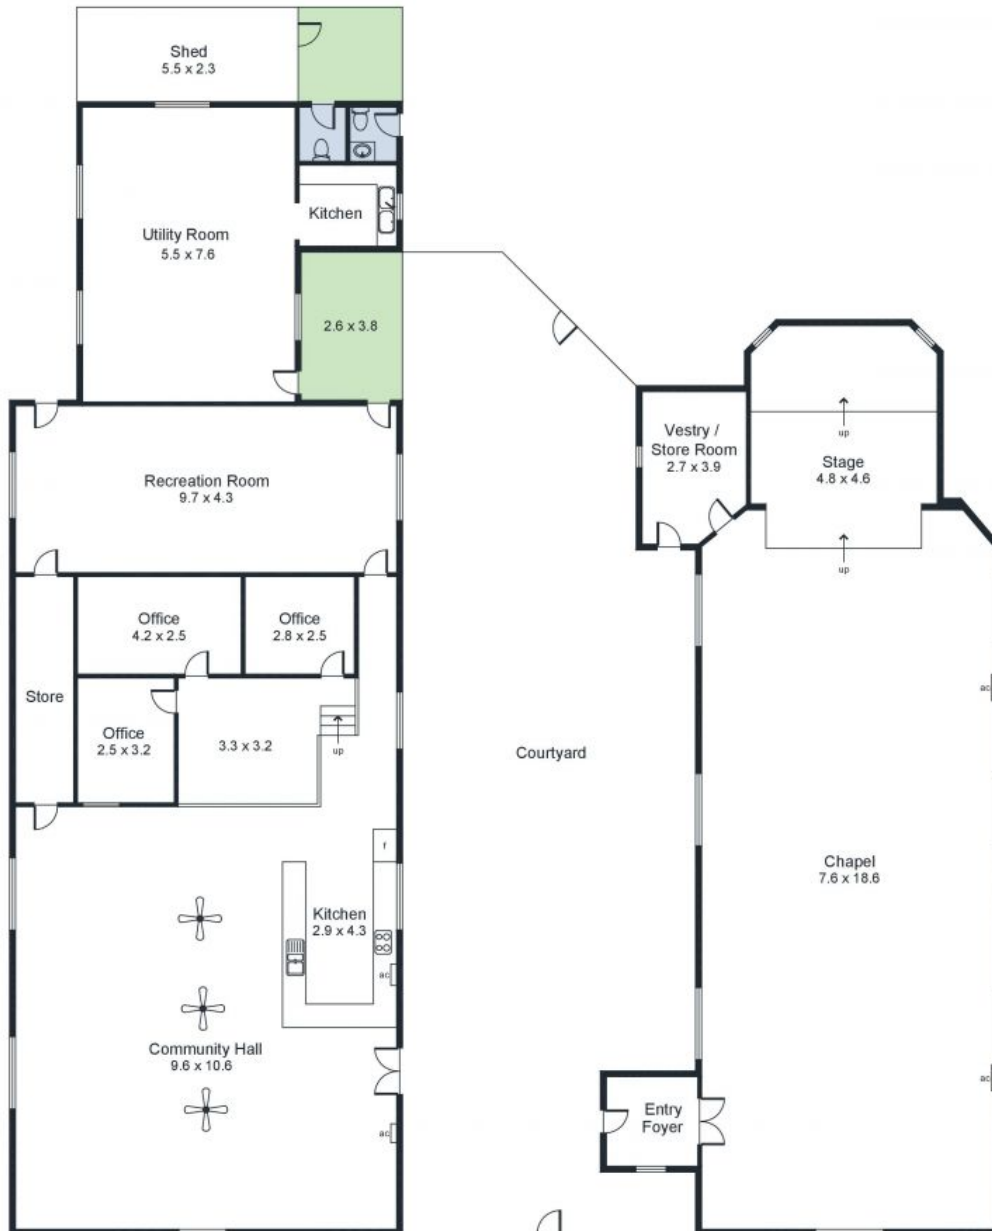 Shed
5.5 x 2.3
Utility Room
5.5 x 7.6
Kitchen
2.6 x 3.8
Recreation Room
9.7 x 4.3
Office
4.2 x 2.5
Office
2.8 x 2.5
Store
Office
2.5 x 3.2
3.3 x 3.2
up
f
Kitchen
2.9 x 4.3
ac
Community Hall
9.6 x 10.6
ac
Courtyard
Vestry /
Store Room
2.7 x 3.9
up
Stage
4.8 x 4.6
up
ac
Chapel
7.6 x 18.6
ac
Entry
Foyer